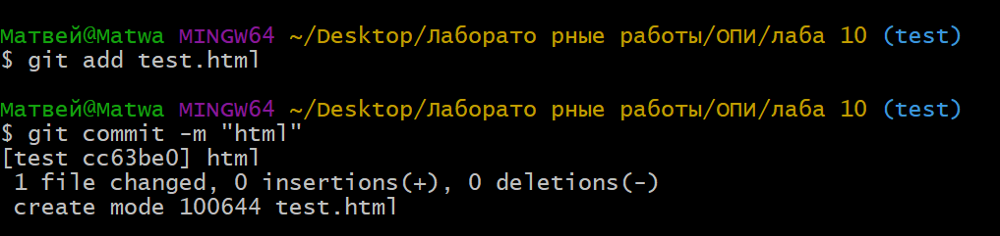 Матвей@Matwa MINGW64 ~/Desktop/Лаборато рные работы/ОПИ/лаба 10 (test)
$ git add test.html
Матвей@Matwa MINGW64 ~/Desktop/Лаборато рные работы/ОПИ/лаба 10 (test)
$ git commit -m "html"
[test cc63be0] html
1 file changed, 0 insertions(+), 0 deletions(-)
create mode 100644 test.html